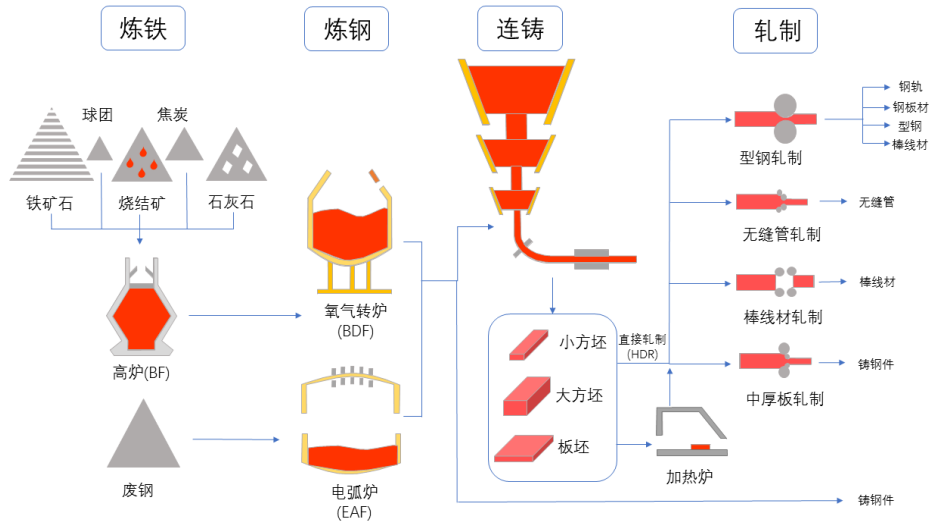 炼铁
炼钢
连铸
轧制
球团
焦炭
铁矿石
烧结矿
石灰石
高炉(BF)
废钢
氧气转炉
(BDF)
电弧炉
(EAF)
小方坯
大方坯
板坯
直接轧制
(HDR)
加热炉
型钢轧制
钢轨
钢板材
型钢
棒线材
无缝管轧制
无缝管
棒线材轧制
棒线材
中厚板轧制
铸钢件
铸钢件